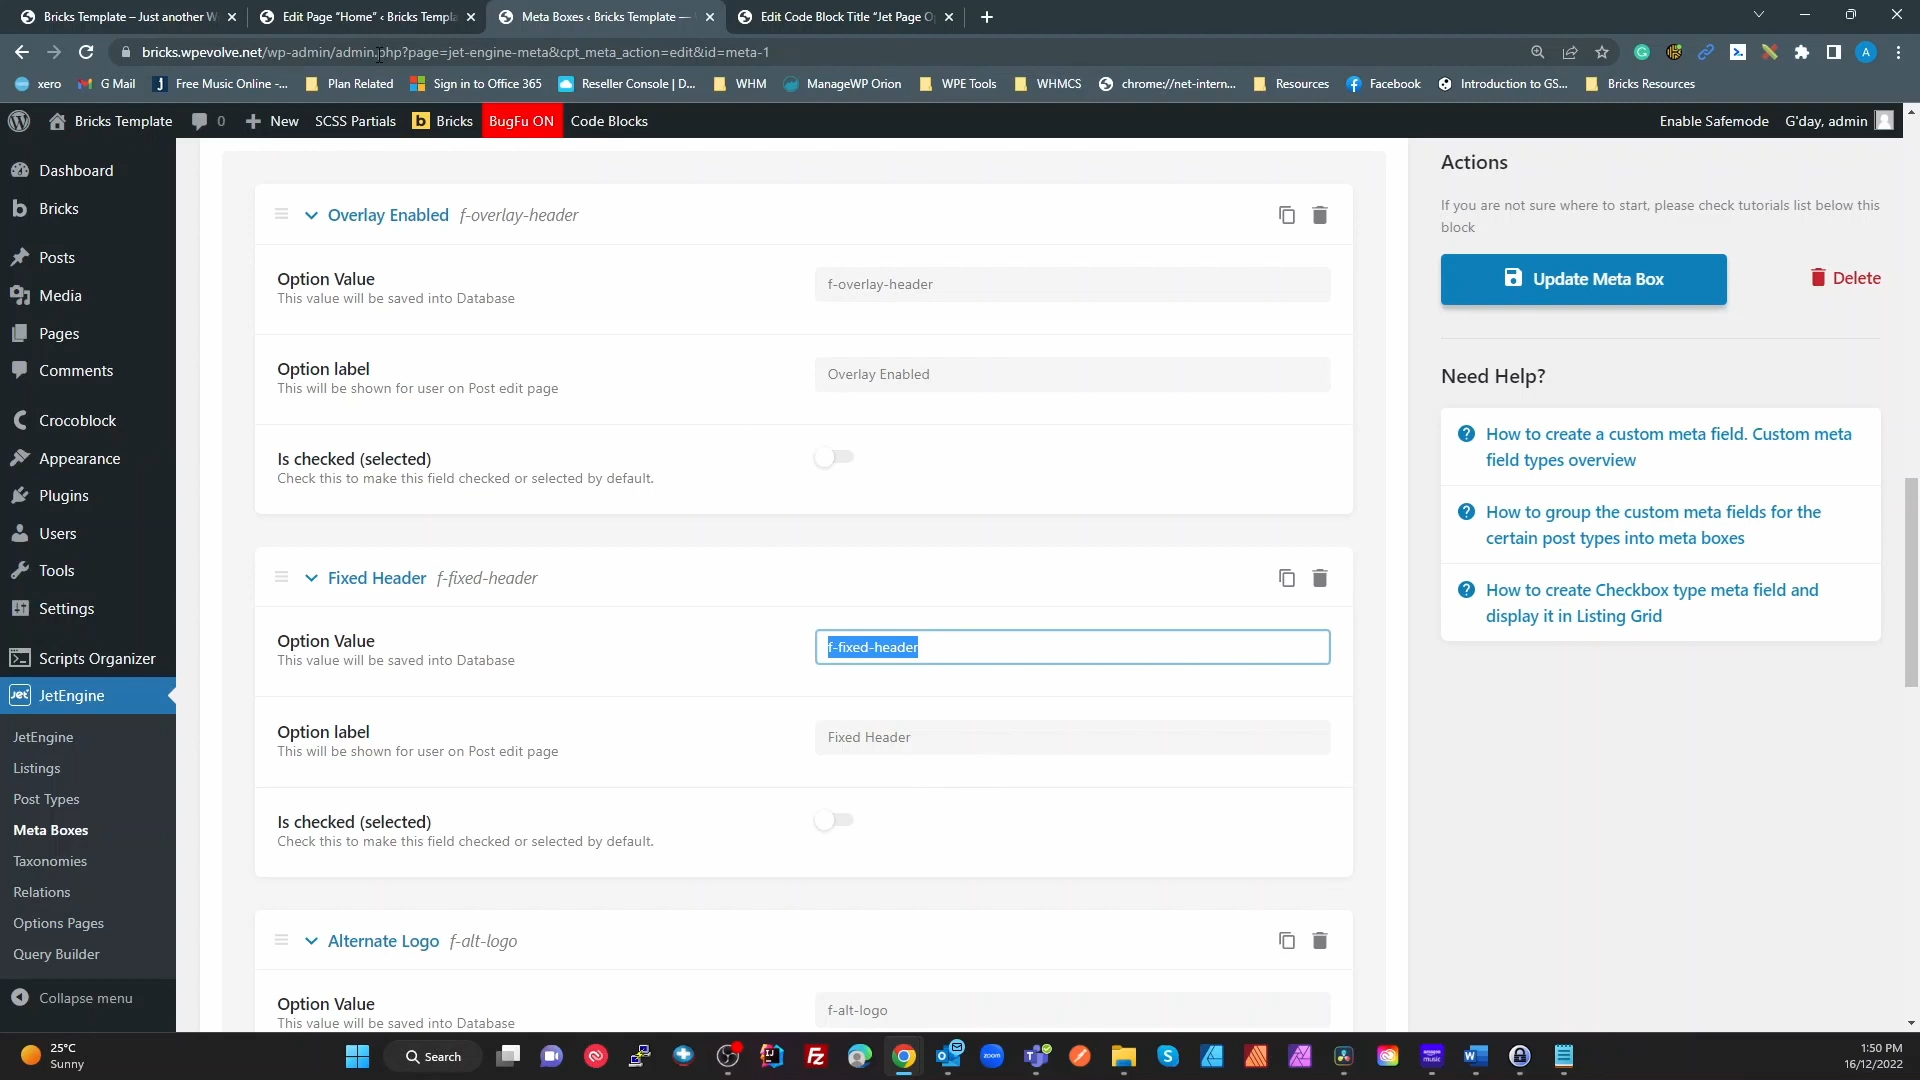 Bricks Template – Just another W
Edit Page “Home” ‹ Bricks Templa
Meta Boxes ‹ Bricks Template —
Edit Code Block Title “Jet Page O
bricks.wpevolve.net/wp-admin/admin.php?page=jet-engine-meta&cpt_meta_action=edit&id=meta-1
A
xero
G Mail
Free Music Online -...
Plan Related
Sign in to Office 365
Reseller Console | D...
WHM
ManageWP Orion
WPE Tools
WHMCS
chrome://net-intern...
Resources
Facebook
Introduction to GS...
Bricks Resources
Bricks Template
0
New
SCSS Partials
b Bricks
BugFu ON
Code Blocks
Enable Safemode
G'day, admin
Dashboard
Bricks
Posts
Media
Pages
Comments
Crocoblock
Appearance
Plugins
Users
Tools
Settings
Scripts Organizer
JetEngine
JetEngine
Listings
Post Types
Meta Boxes
Taxonomies
Relations
Options Pages
Query Builder
Collapse menu
Overlay Enabled f-overlay-header
Option Value
This value will be saved into Database
f-overlay-header
Option label
This will be shown for user on Post edit page
Overlay Enabled
Is checked (selected)
Check this to make this field checked or selected by default.
Fixed Header f-fixed-header
Option Value
This value will be saved into Database
f-fixed-header
Option label
This will be shown for user on Post edit page
Fixed Header
Is checked (selected)
Check this to make this field checked or selected by default.
Alternate Logo f-alt-logo
Option Value
This value will be saved into Database
f-alt-logo
Actions
If you are not sure where to start, please check tutorials list below this
block
Update Meta Box
Delete
Need Help?
How to create a custom meta field. Custom meta
field types overview
How to group the custom meta fields for the
certain post types into meta boxes
How to create Checkbox type meta field and
display it in Listing Grid
25°C
Sunny
Search
1:50 PM
16/12/2022